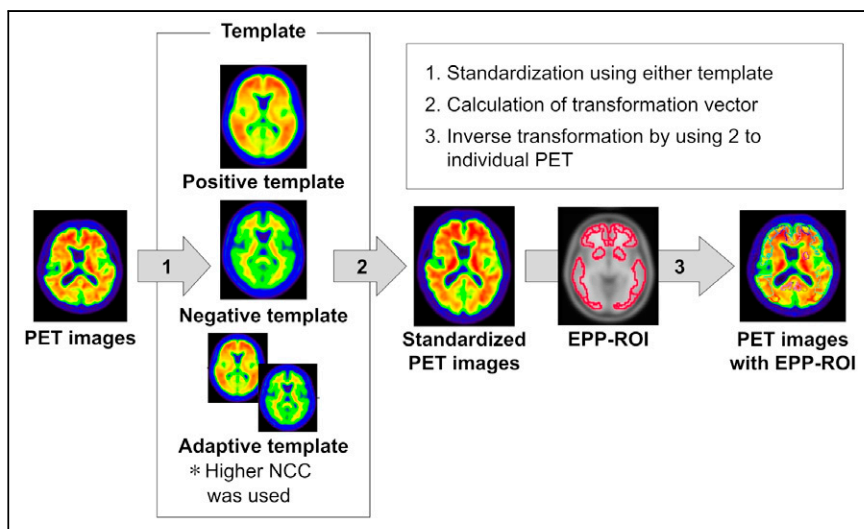 Template
Positive template
Negative template
Adaptive template
* Higher NCC
was used
1. Standardization using either template
2. Calculation of transformation vector
3. Inverse transformation by using 2 to
individual PET
PET images
1
2
Standardized
PET images
EPP-ROI
3
PET images
with EPP-ROI